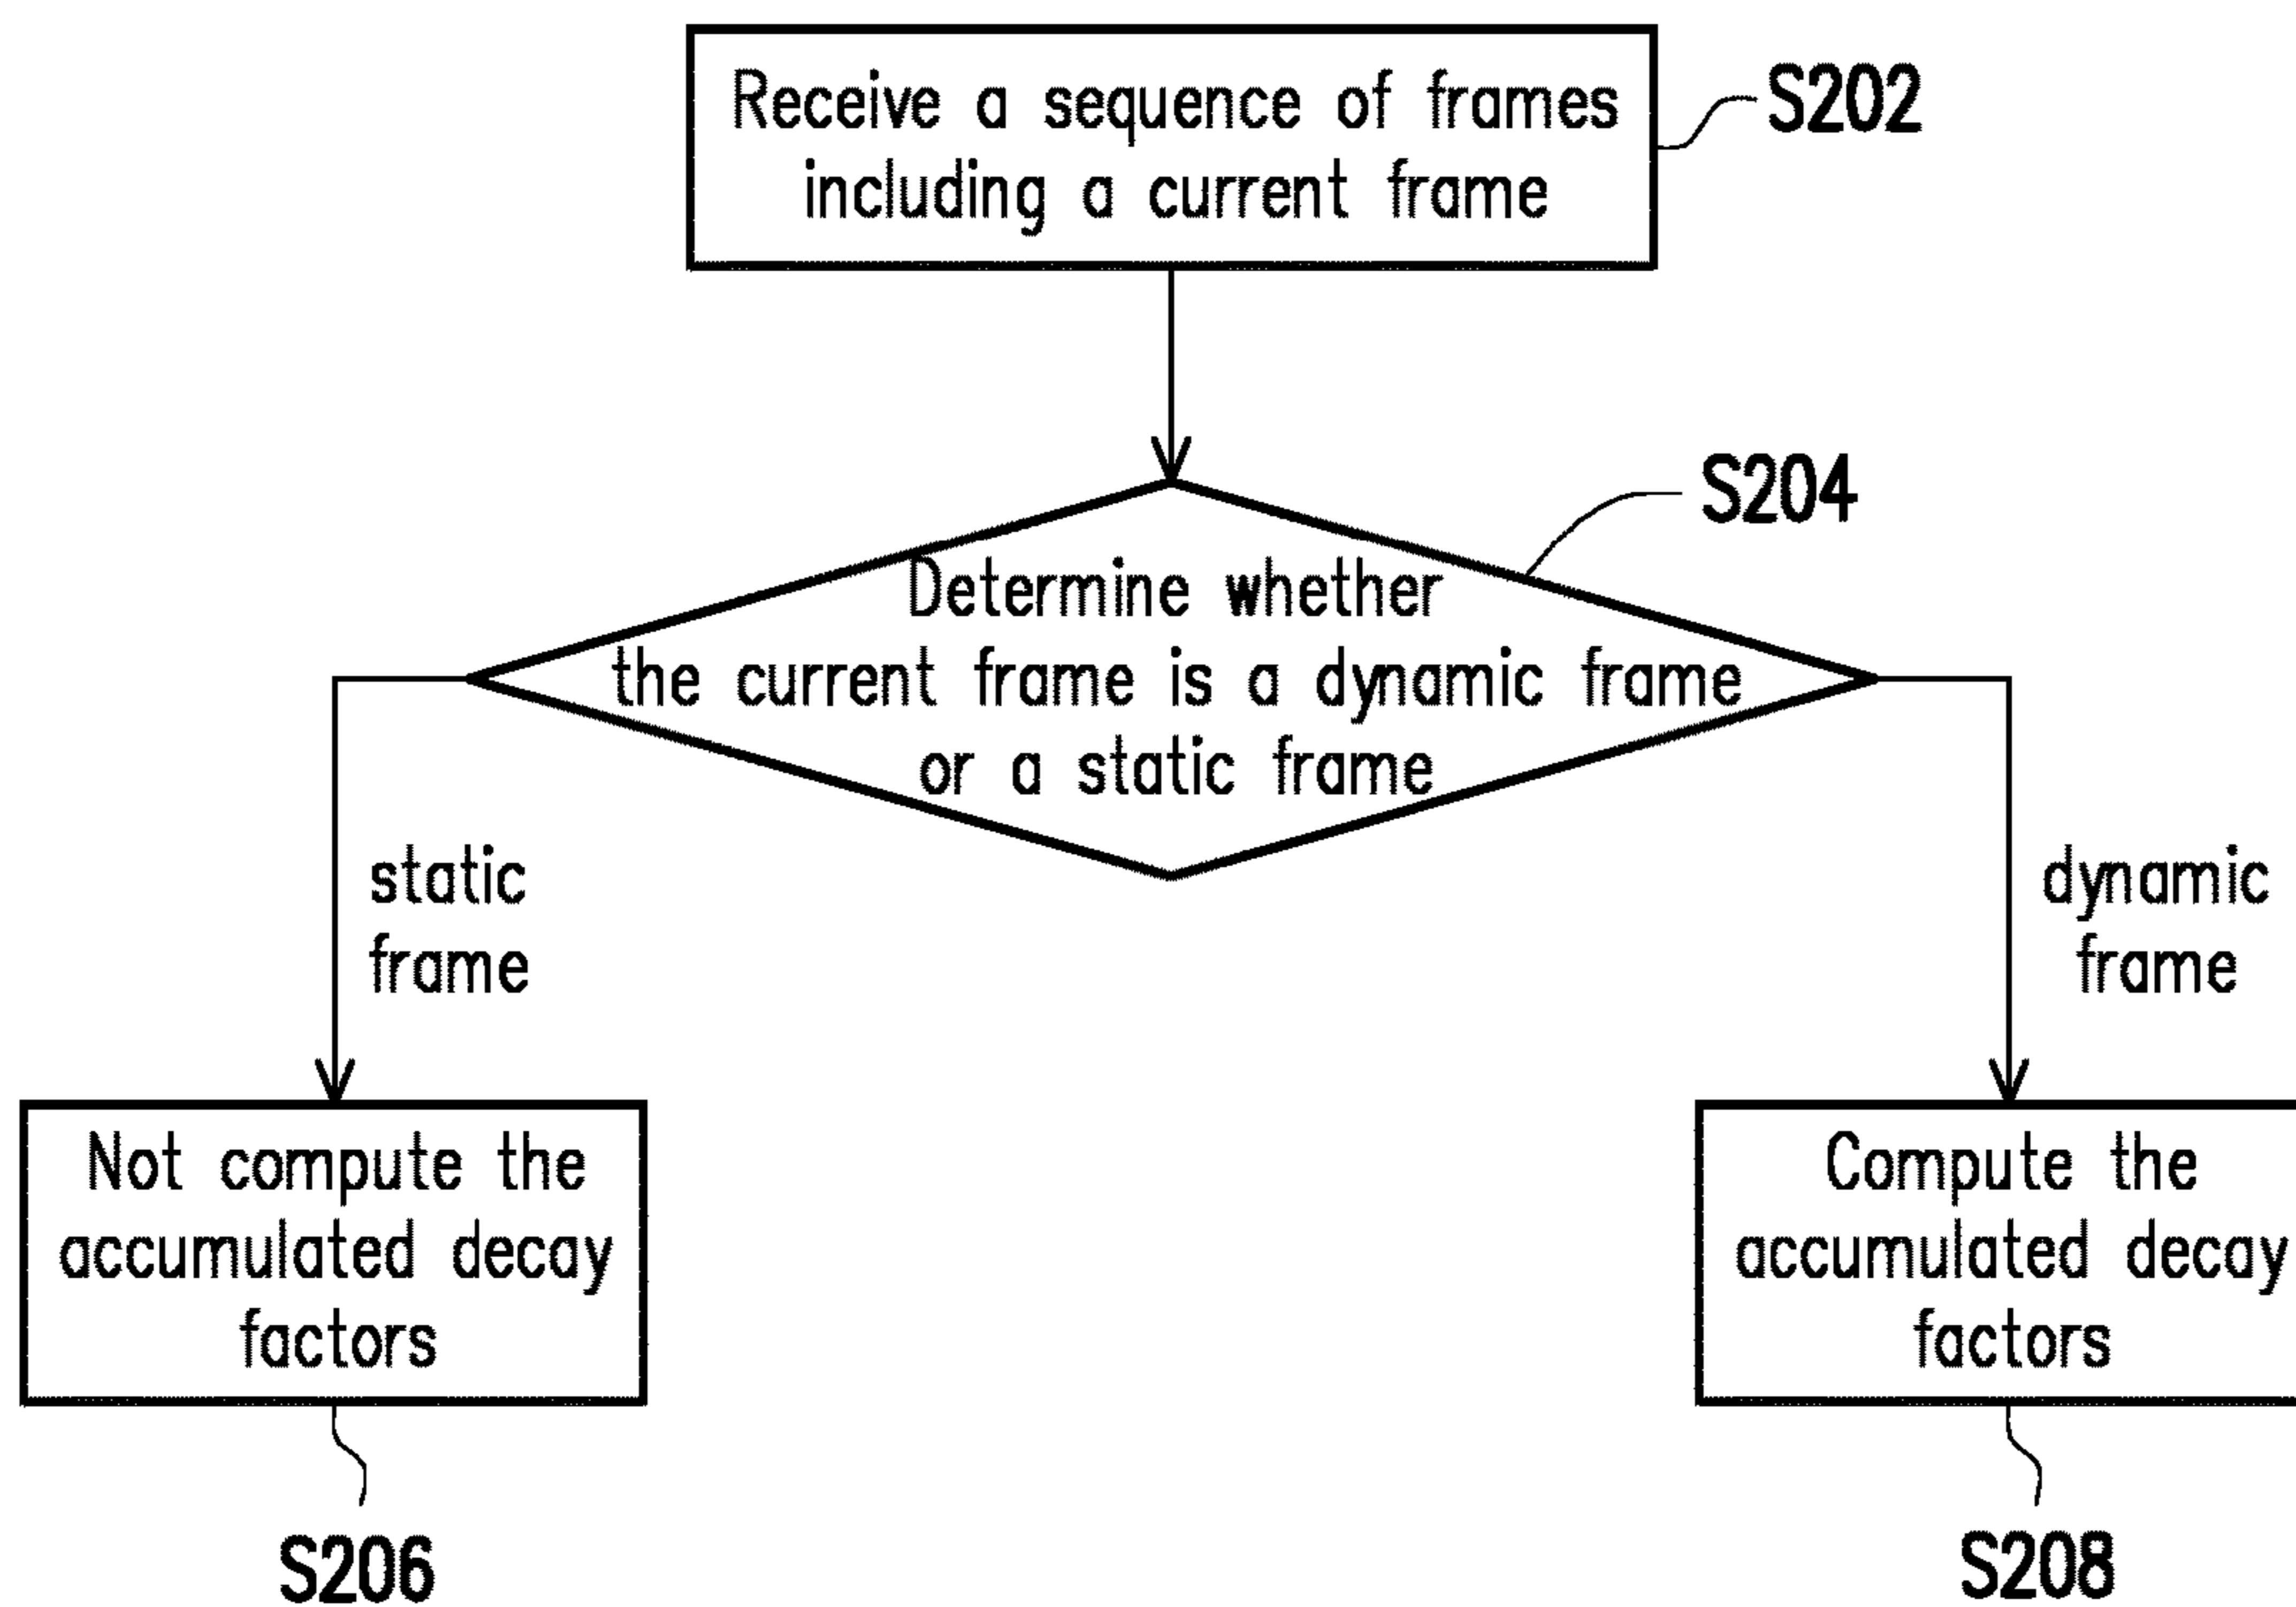 Receive a sequence of frames
including a current frame
S202
S204
Determine whether
the current frame is a dynamic frame
or a static frame
static
frame
dynamic
frame
Not compute the
accumulated decay
factors
Compute the
accumulated decay
factors
S206
S208